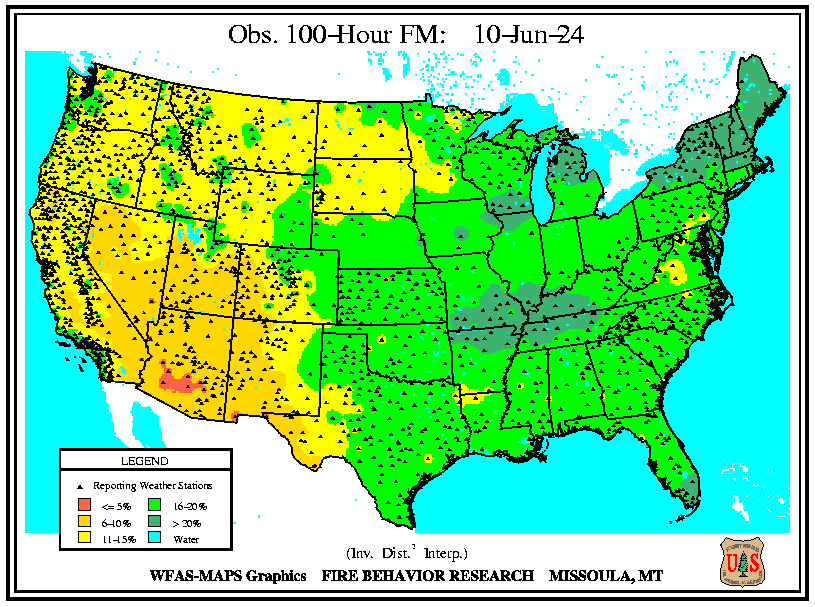 Obs. 100-Hour FM: 10-Jun-24
LEGEND
Reporting Weather Stations
<= 5% 16-20%
6-10% > 20%
11-15% Water
(Inv. Dist.² Interp.)
WFAS-MAPS Graphics FIRE BEHAVIOR RESEARCH MISSOULA, MT
U S